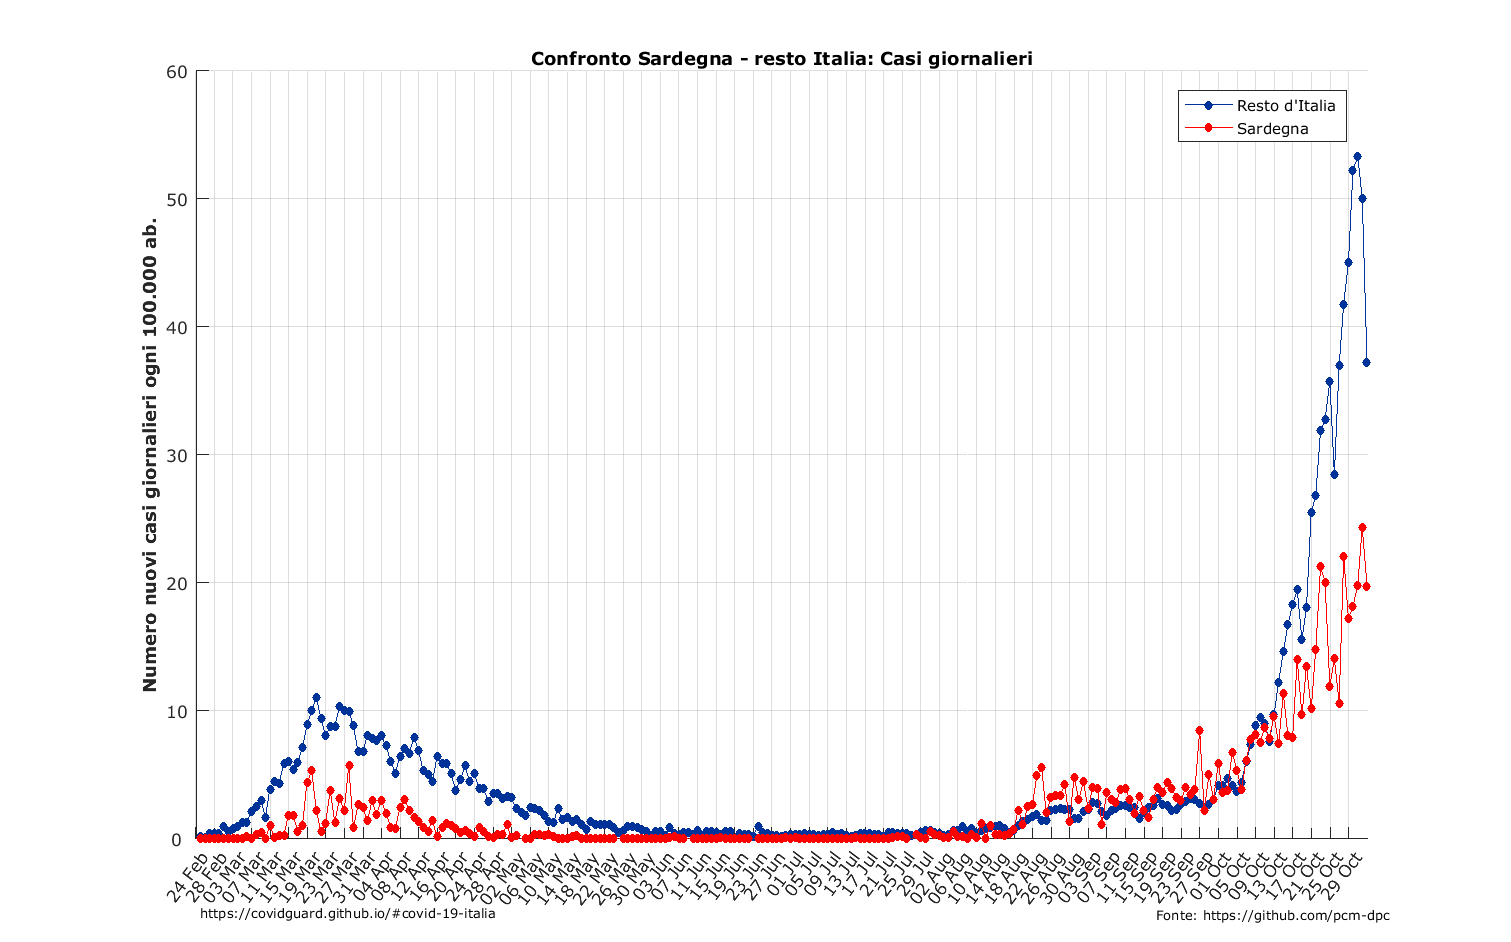 Confronto Sardegna - resto Italia: Casi giornalieri
Resto d'Italia
Sardegna
Numero nuovi casi giornalieri ogni 100.000 ab.
60
50
40
30
20
10
0
24 Feb
28 Feb
03 Mar
07 Mar
11 Mar
15 Mar
19 Mar
23 Mar
27 Mar
31 Mar
04 Apr
08 Apr
12 Apr
16 Apr
20 Apr
24 Apr
28 Apr
02 May
06 May
10 May
14 May
18 May
22 May
26 May
30 May
03 Jun
07 Jun
11 Jun
15 Jun
19 Jun
23 Jun
27 Jun
01 Jul
05 Jul
09 Jul
13 Jul
17 Jul
21 Jul
25 Jul
29 Jul
02 Aug
06 Aug
10 Aug
14 Aug
18 Aug
22 Aug
26 Aug
30 Aug
03 Sep
07 Sep
11 Sep
15 Sep
19 Sep
23 Sep
27 Sep
01 Oct
05 Oct
09 Oct
13 Oct
17 Oct
21 Oct
25 Oct
29 Oct
https://covidguard.github.io/#covid-19-italia
Fonte: https://github.com/pcm-dpc